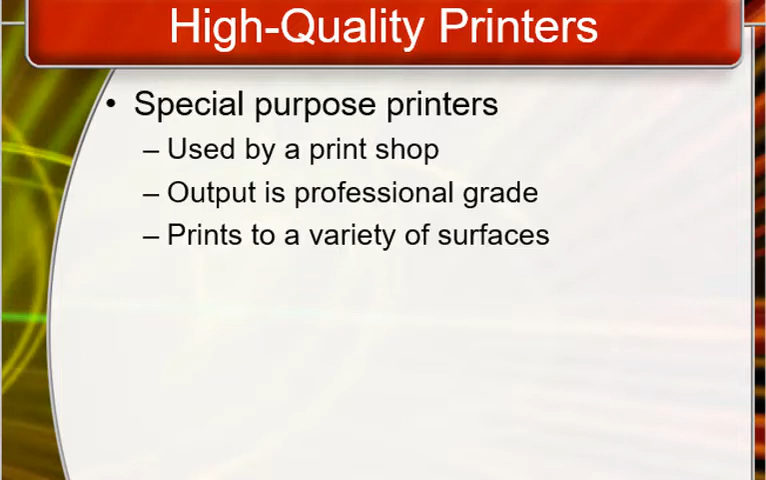 High-Quality Printers
• Special purpose printers
– Used by a print shop
– Output is professional grade
– Prints to a variety of surfaces